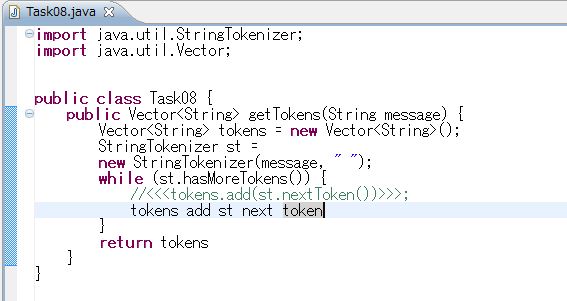 Task08.java
import java.util.StringTokenizer;
import java.util.Vector;
public class Task08 {
public Vector<String> getTokens(String message) {
Vector<String> tokens = new Vector<String>();
StringTokenizer st =
new StringTokenizer(message, " ");
while (st.hasMoreTokens()) {
//<<<tokens.add(st.nextToken())>>>;
tokens add st next token
}
return tokens
}
}